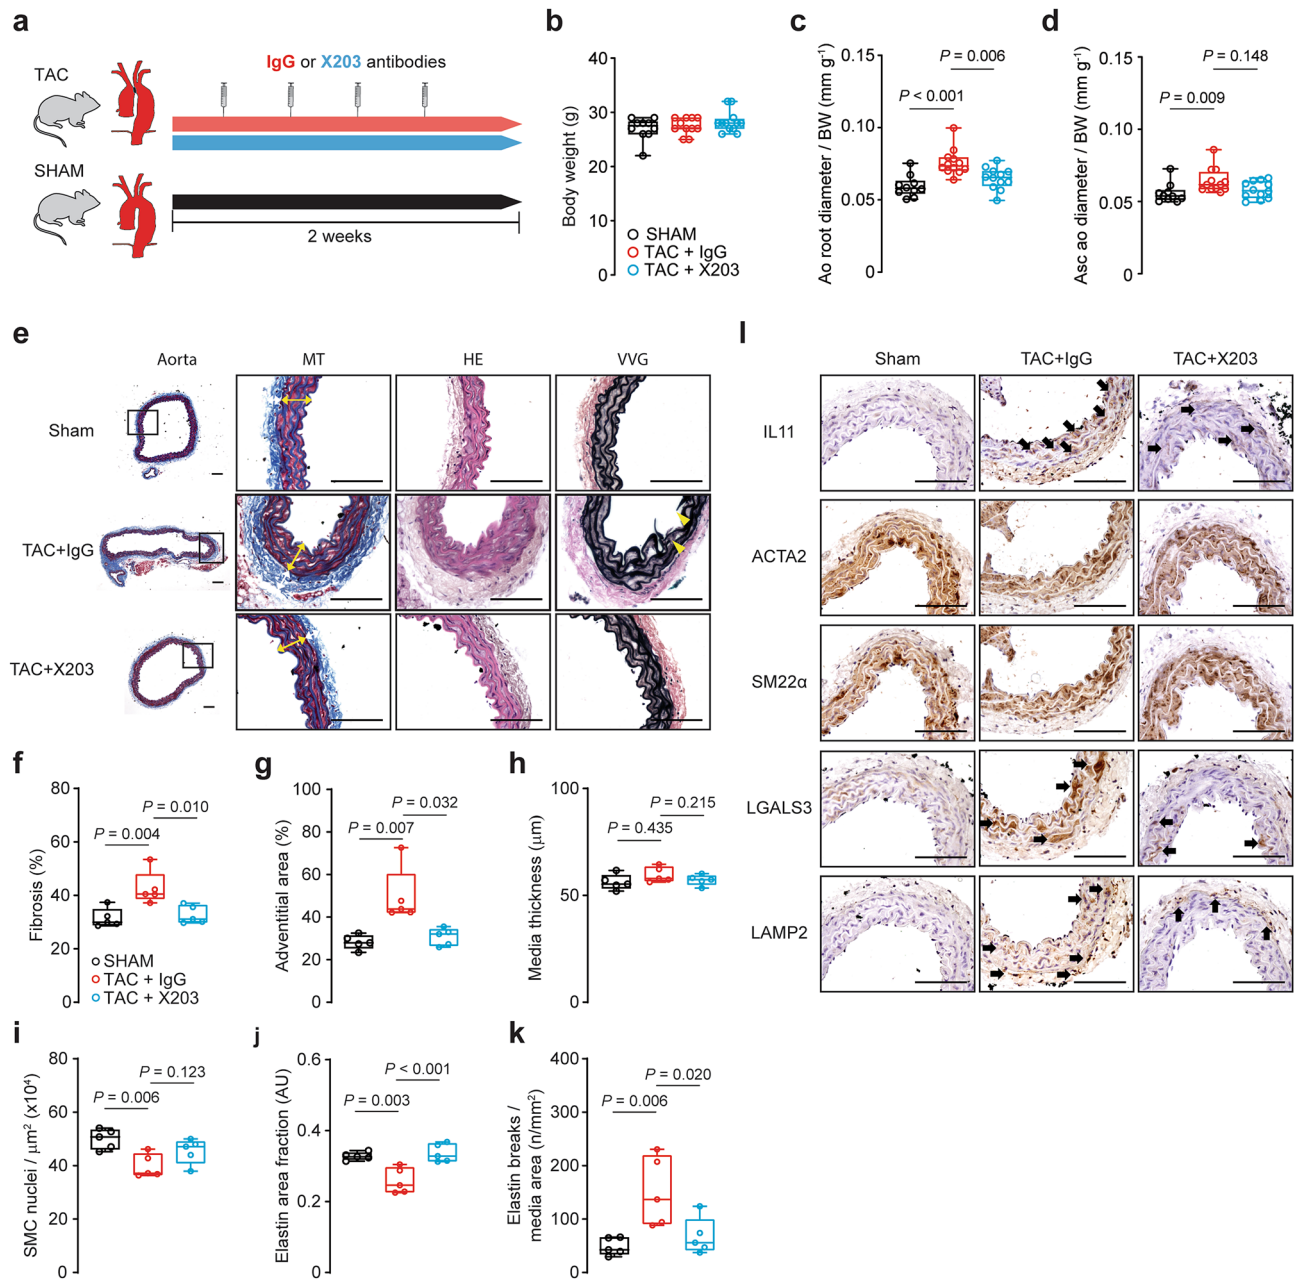 a
TAC
IgG or X203 antibodies
SHAM
2 weeks
b
Body weight (g)
40
30
20
10
0
SHAM
TAC + IgG
TAC + X203
c
Ao root diameter / BW (mm g⁻¹)
0.15
0.10
0.05
0
P = 0.006
P < 0.001
d
Asc ao diameter / BW (mm g⁻¹)
0.15
0.10
0.05
0
P = 0.148
P = 0.009
e
Aorta
MT
HE
VVG
Sham
TAC+IgG
TAC+X203
f
Fibrosis (%)
80
60
40
20
0
P = 0.010
P = 0.004
SHAM
TAC + IgG
TAC + X203
g
Adventitial area (%)
100
80
60
40
20
0
P = 0.032
P = 0.007
h
Media thickness (μm)
100
50
0
P = 0.215
P = 0.435
i
SMC nuclei / μm² (x10⁴)
80
60
40
20
0
P = 0.123
P = 0.006
j
Elastin area fraction (AU)
0.6
0.4
0.2
0
P < 0.001
P = 0.003
k
Elastin breaks /
media area (n/mm²)
400
300
200
100
0
P = 0.020
P = 0.006
l
Sham
TAC+IgG
TAC+X203
IL11
ACTA2
SM22α
LGALS3
LAMP2